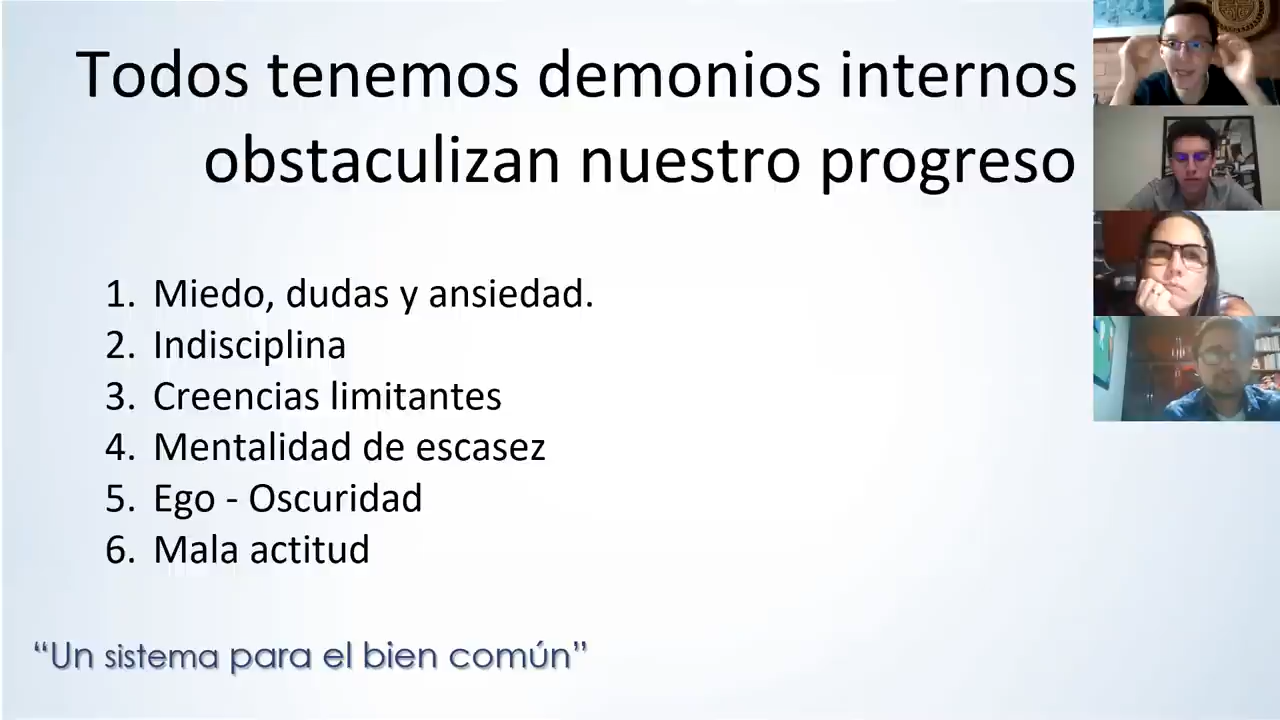 Todos tenemos demonios internos
obstaculizan nuestro progreso
1. Miedo, dudas y ansiedad.
2. Indisciplina
3. Creencias limitantes
4. Mentalidad de escasez
5. Ego - Oscuridad
6. Mala actitud
“Un sistema para el bien común”